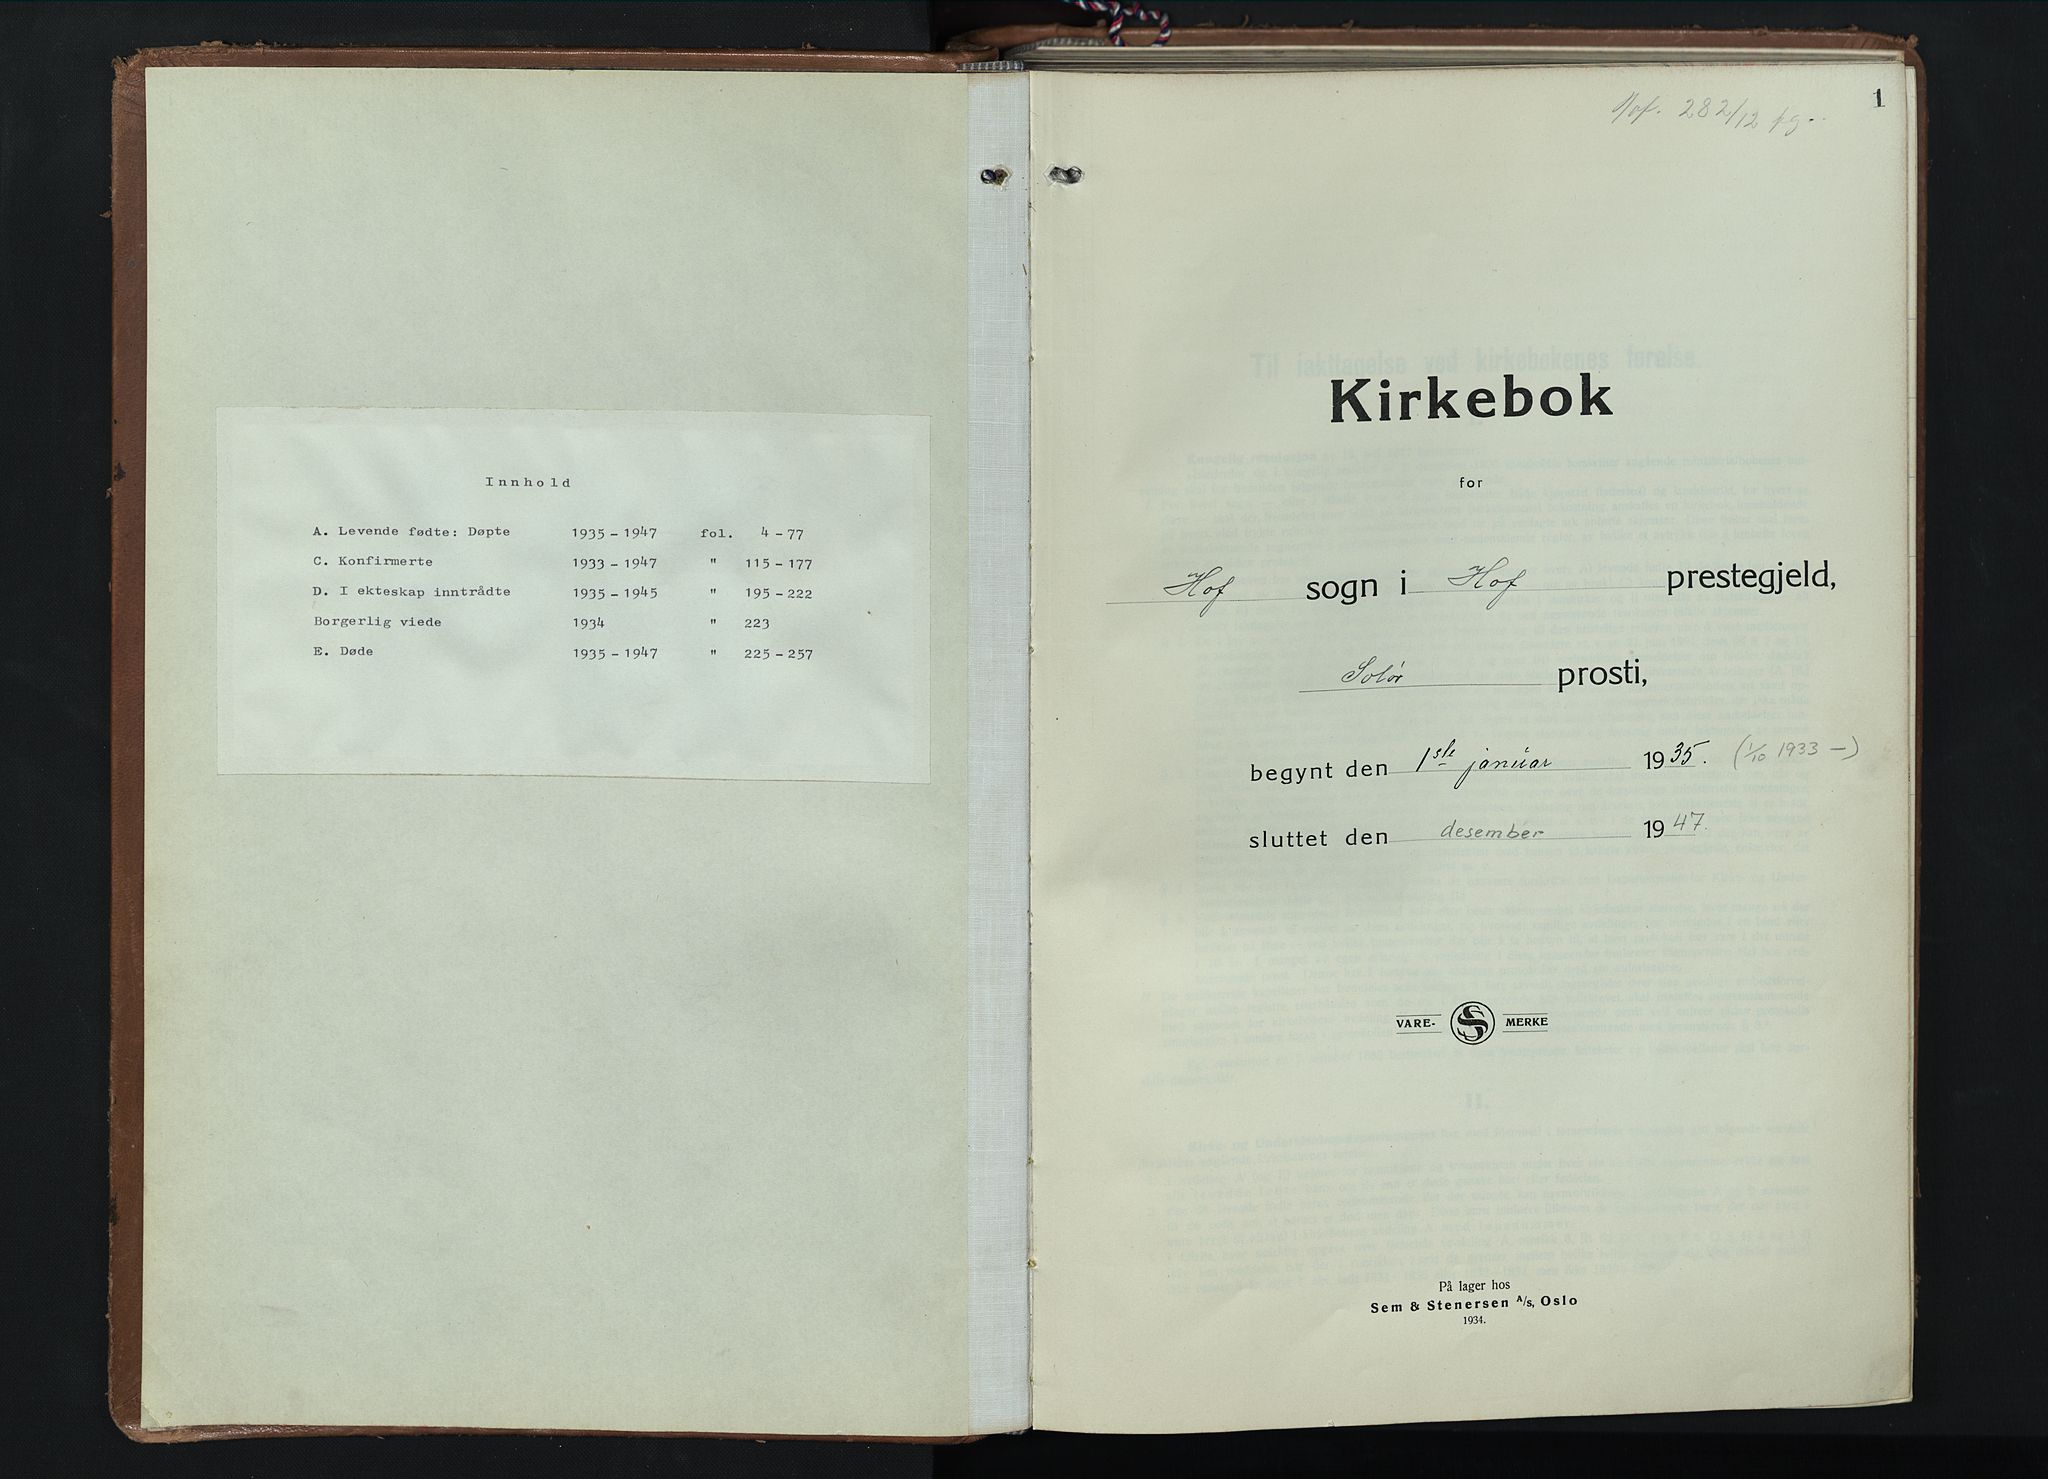 Innhold
A. Levende fødte: Døpte 1935 - 1947 fol. 4 - 77
C. Konfirmerte 1933 - 1947 " 115 - 177
D. I ekteskap inntrådte 1935 - 1945 " 195 - 222
Borgerlig viede 1934 " 223
E. Døde 1935 - 1947 " 225 - 257
1
282/12
Kirkebok
for
Hof sogn i Hof prestegjeld,
Solør prosti,
begynt den 1ste januar 1935. (1/10 1933 —)
sluttet den desember 1947.
VARE- S MERKE
På lager hos
Sem & Stenersen A/s, Oslo
1934.